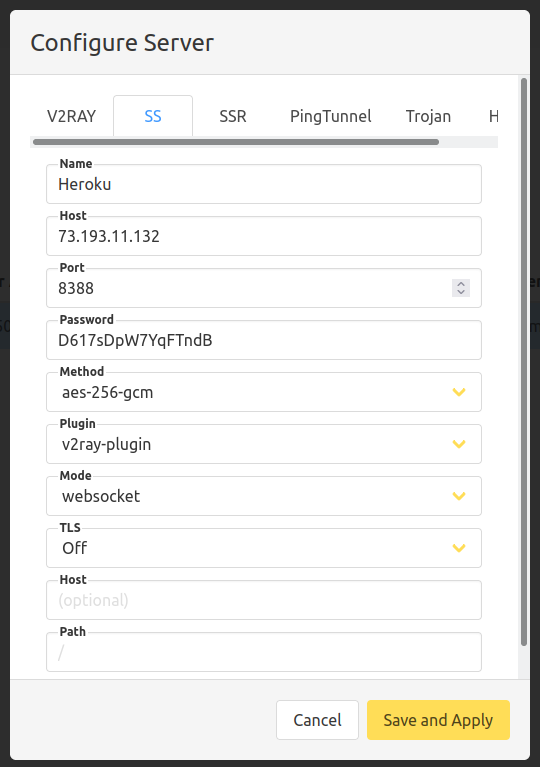 Configure Server
V2RAY SS SSR PingTunnel Trojan H
Name
Heroku
Host
73.193.11.132
Port
8388
Password
D617sDpW7YqFTndB
Method
aes-256-gcm
Plugin
v2ray-plugin
Mode
websocket
TLS
Off
Host
(optional)
Path
/
Cancel Save and Apply